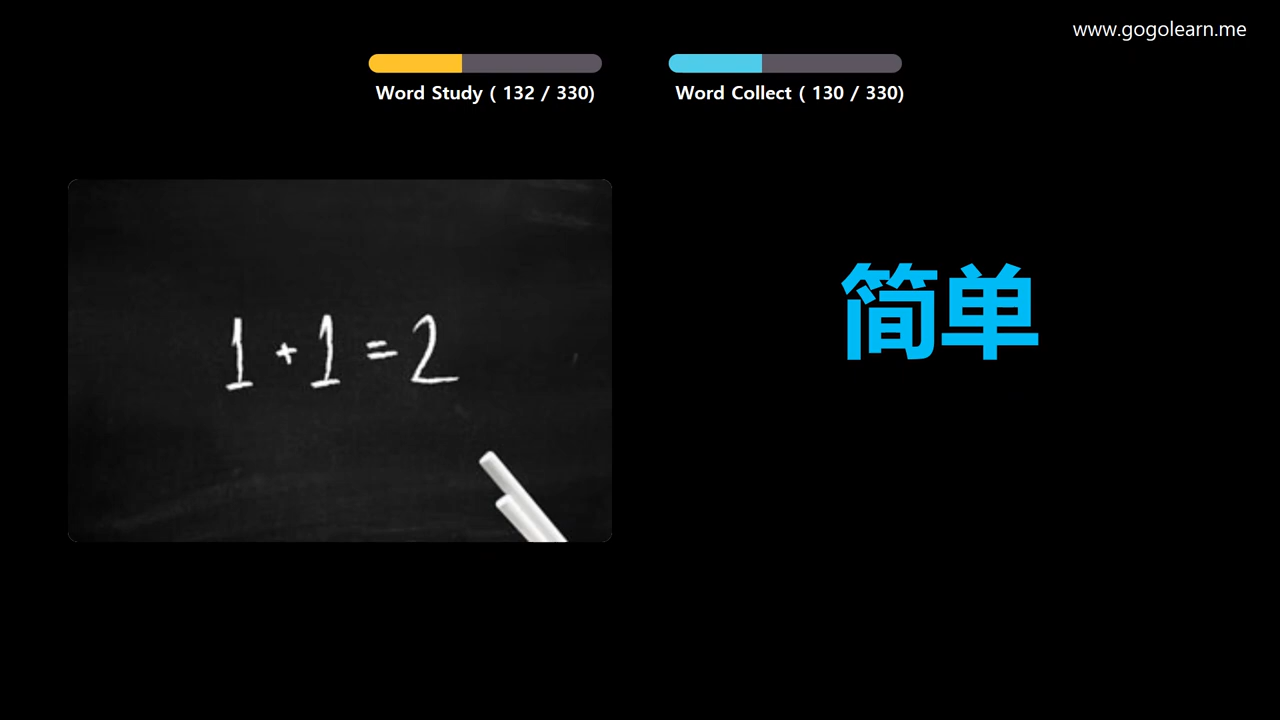 www.gogolearn.me
Word Study ( 132 / 330)
Word Collect ( 130 / 330)
简单
1 + 1 = 2